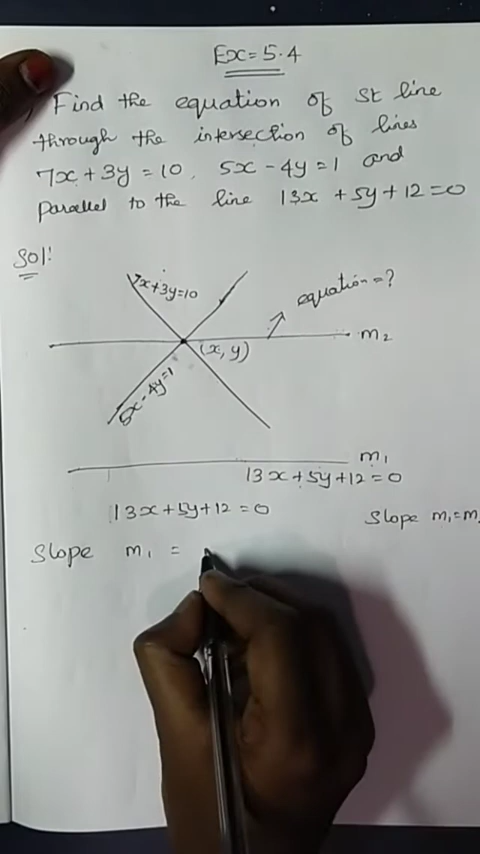 Ex=5.4
Find the equation of St line
through the intersection of lines
7x+3y=10, 5x-4y=1 and
parallel to the line 13x+5y+12=0
Sol:
7x+3y=10
equation=?
m₂
(x,y)
5x-4y=1
m₁
13x+5y+12=0
13x+5y+12=0
Slope m₁=m
Slope m₁ =